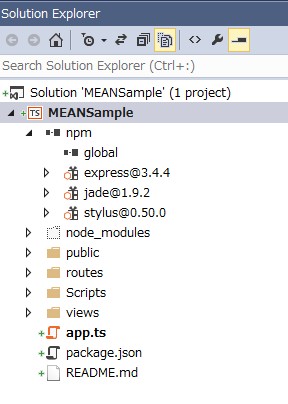 Solution Explorer
Search Solution Explorer (Ctrl+:)
Solution 'MEANSample' (1 project)
TS MEANSample
npm
global
express@3.4.4
jade@1.9.2
stylus@0.50.0
node_modules
public
routes
Scripts
views
app.ts
package.json
README.md